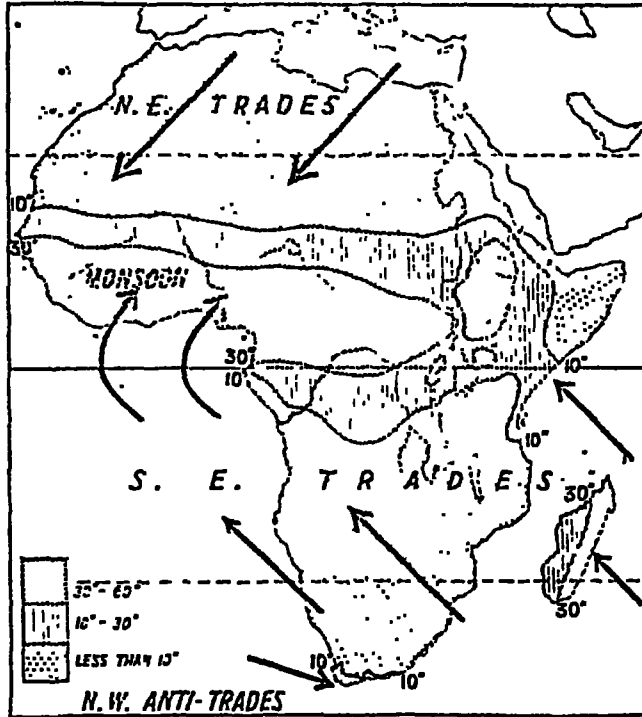 N.E. TRADES
10"
30"
MONSOON
30"
10"
10"
10"
S. E. TRADES
30"
30"
30"- 60"
10"- 30"
LESS THAN 10"
10"
10"
N.W. ANTI-TRADES